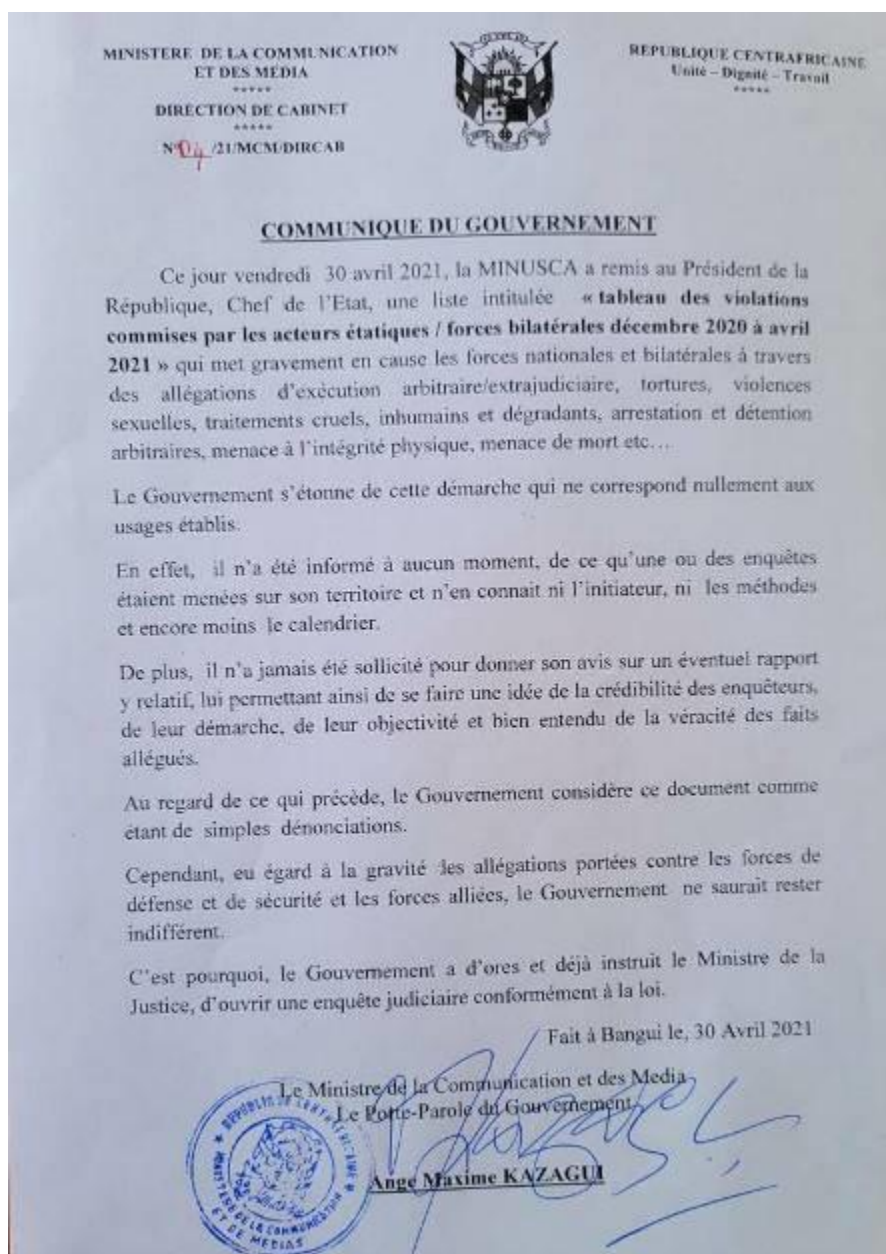 MINISTERE DE LA COMMUNICATION
ET DES MEDIA
*****
DIRECTION DE CABINET
*****
N°04 /21/MCM/DIRCAB
REPUBLIQUE CENTRAFRICAINE
Unité – Dignité – Travail
*****
COMMUNIQUE DU GOUVERNEMENT
Ce jour vendredi 30 avril 2021, la MINUSCA a remis au Président de la
République, Chef de l'Etat, une liste intitulée « tableau des violations
commises par les acteurs étatiques / forces bilatérales décembre 2020 à avril
2021 » qui met gravement en cause les forces nationales et bilatérales à travers
des allégations d'exécution arbitraire/extrajudiciaire, tortures, violences
sexuelles, traitements cruels, inhumains et dégradants, arrestation et détention
arbitraires, menace à l'intégrité physique, menace de mort etc…
Le Gouvernement s'étonne de cette démarche qui ne correspond nullement aux
usages établis.
En effet, il n'a été informé à aucun moment, de ce qu'une ou des enquêtes
étaient menées sur son territoire et n'en connait ni l'initiateur, ni les méthodes
et encore moins le calendrier.
De plus, il n'a jamais été sollicité pour donner son avis sur un éventuel rapport
y relatif, lui permettant ainsi de se faire une idée de la crédibilité des enquêteurs,
de leur démarche, de leur objectivité et bien entendu de la véracité des faits
allégués.
Au regard de ce qui précède, le Gouvernement considère ce document comme
étant de simples dénonciations.
Cependant, eu égard à la gravité des allégations portées contre les forces de
défense et de sécurité et les forces alliées, le Gouvernement ne saurait rester
indifférent.
C'est pourquoi, le Gouvernement a d'ores et déjà instruit le Ministre de la
Justice, d'ouvrir une enquête judiciaire conformément à la loi.
Fait à Bangui le, 30 Avril 2021
Le Ministre de la Communication et des Media
Le Porte-Parole du Gouvernement
Ange Maxime KAZAGUI
REPUBLIQUE CENTRAFRICAINE
MINISTERE DE LA COMMUNICATION
ET DE MEDIAS